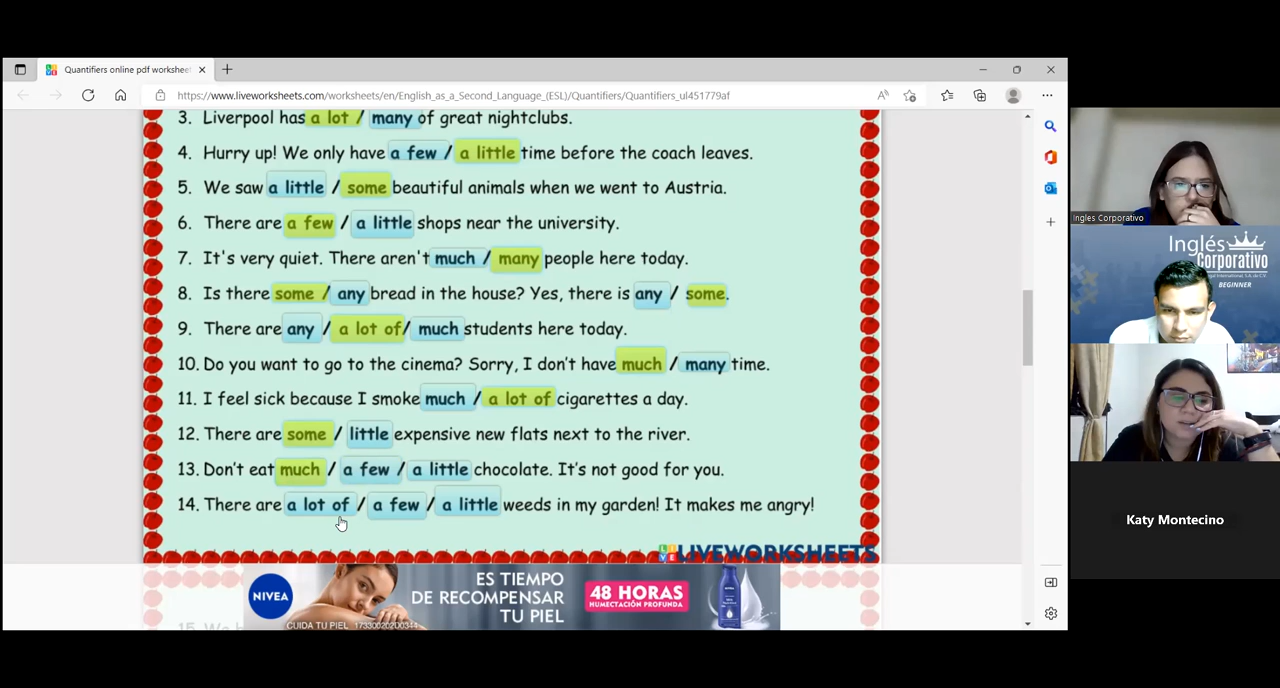 Quantifiers online pdf workshee
https://www.liveworksheets.com/worksheets/en/English_as_a_Second_Language_(ESL)/Quantifiers/Quantifiers_ul451779af
3. Liverpool has a lot / many of great nightclubs.
4. Hurry up! We only have a few / a little time before the coach leaves.
5. We saw a little / some beautiful animals when we went to Austria.
6. There are a few / a little shops near the university.
7. It's very quiet. There aren't much / many people here today.
8. Is there some / any bread in the house? Yes, there is any / some.
9. There are any / a lot of / much students here today.
10. Do you want to go to the cinema? Sorry, I don't have much / many time.
11. I feel sick because I smoke much / a lot of cigarettes a day.
12. There are some / little expensive new flats next to the river.
13. Don't eat much / a few / a little chocolate. It's not good for you.
14. There are a lot of / a few / a little weeds in my garden! It makes me angry!
LIVE LIVEWORKSHEETS
NIVEA
ES TIEMPO
DE RECOMPENSAR
TU PIEL
48 HORAS
HUMECTACIÓN PROFUNDA
CUIDA TU PIEL 173300202C0344
15. We h
Ingles Corporativo
Inglés
Corporativo
BEGINNER
Katy Montecino